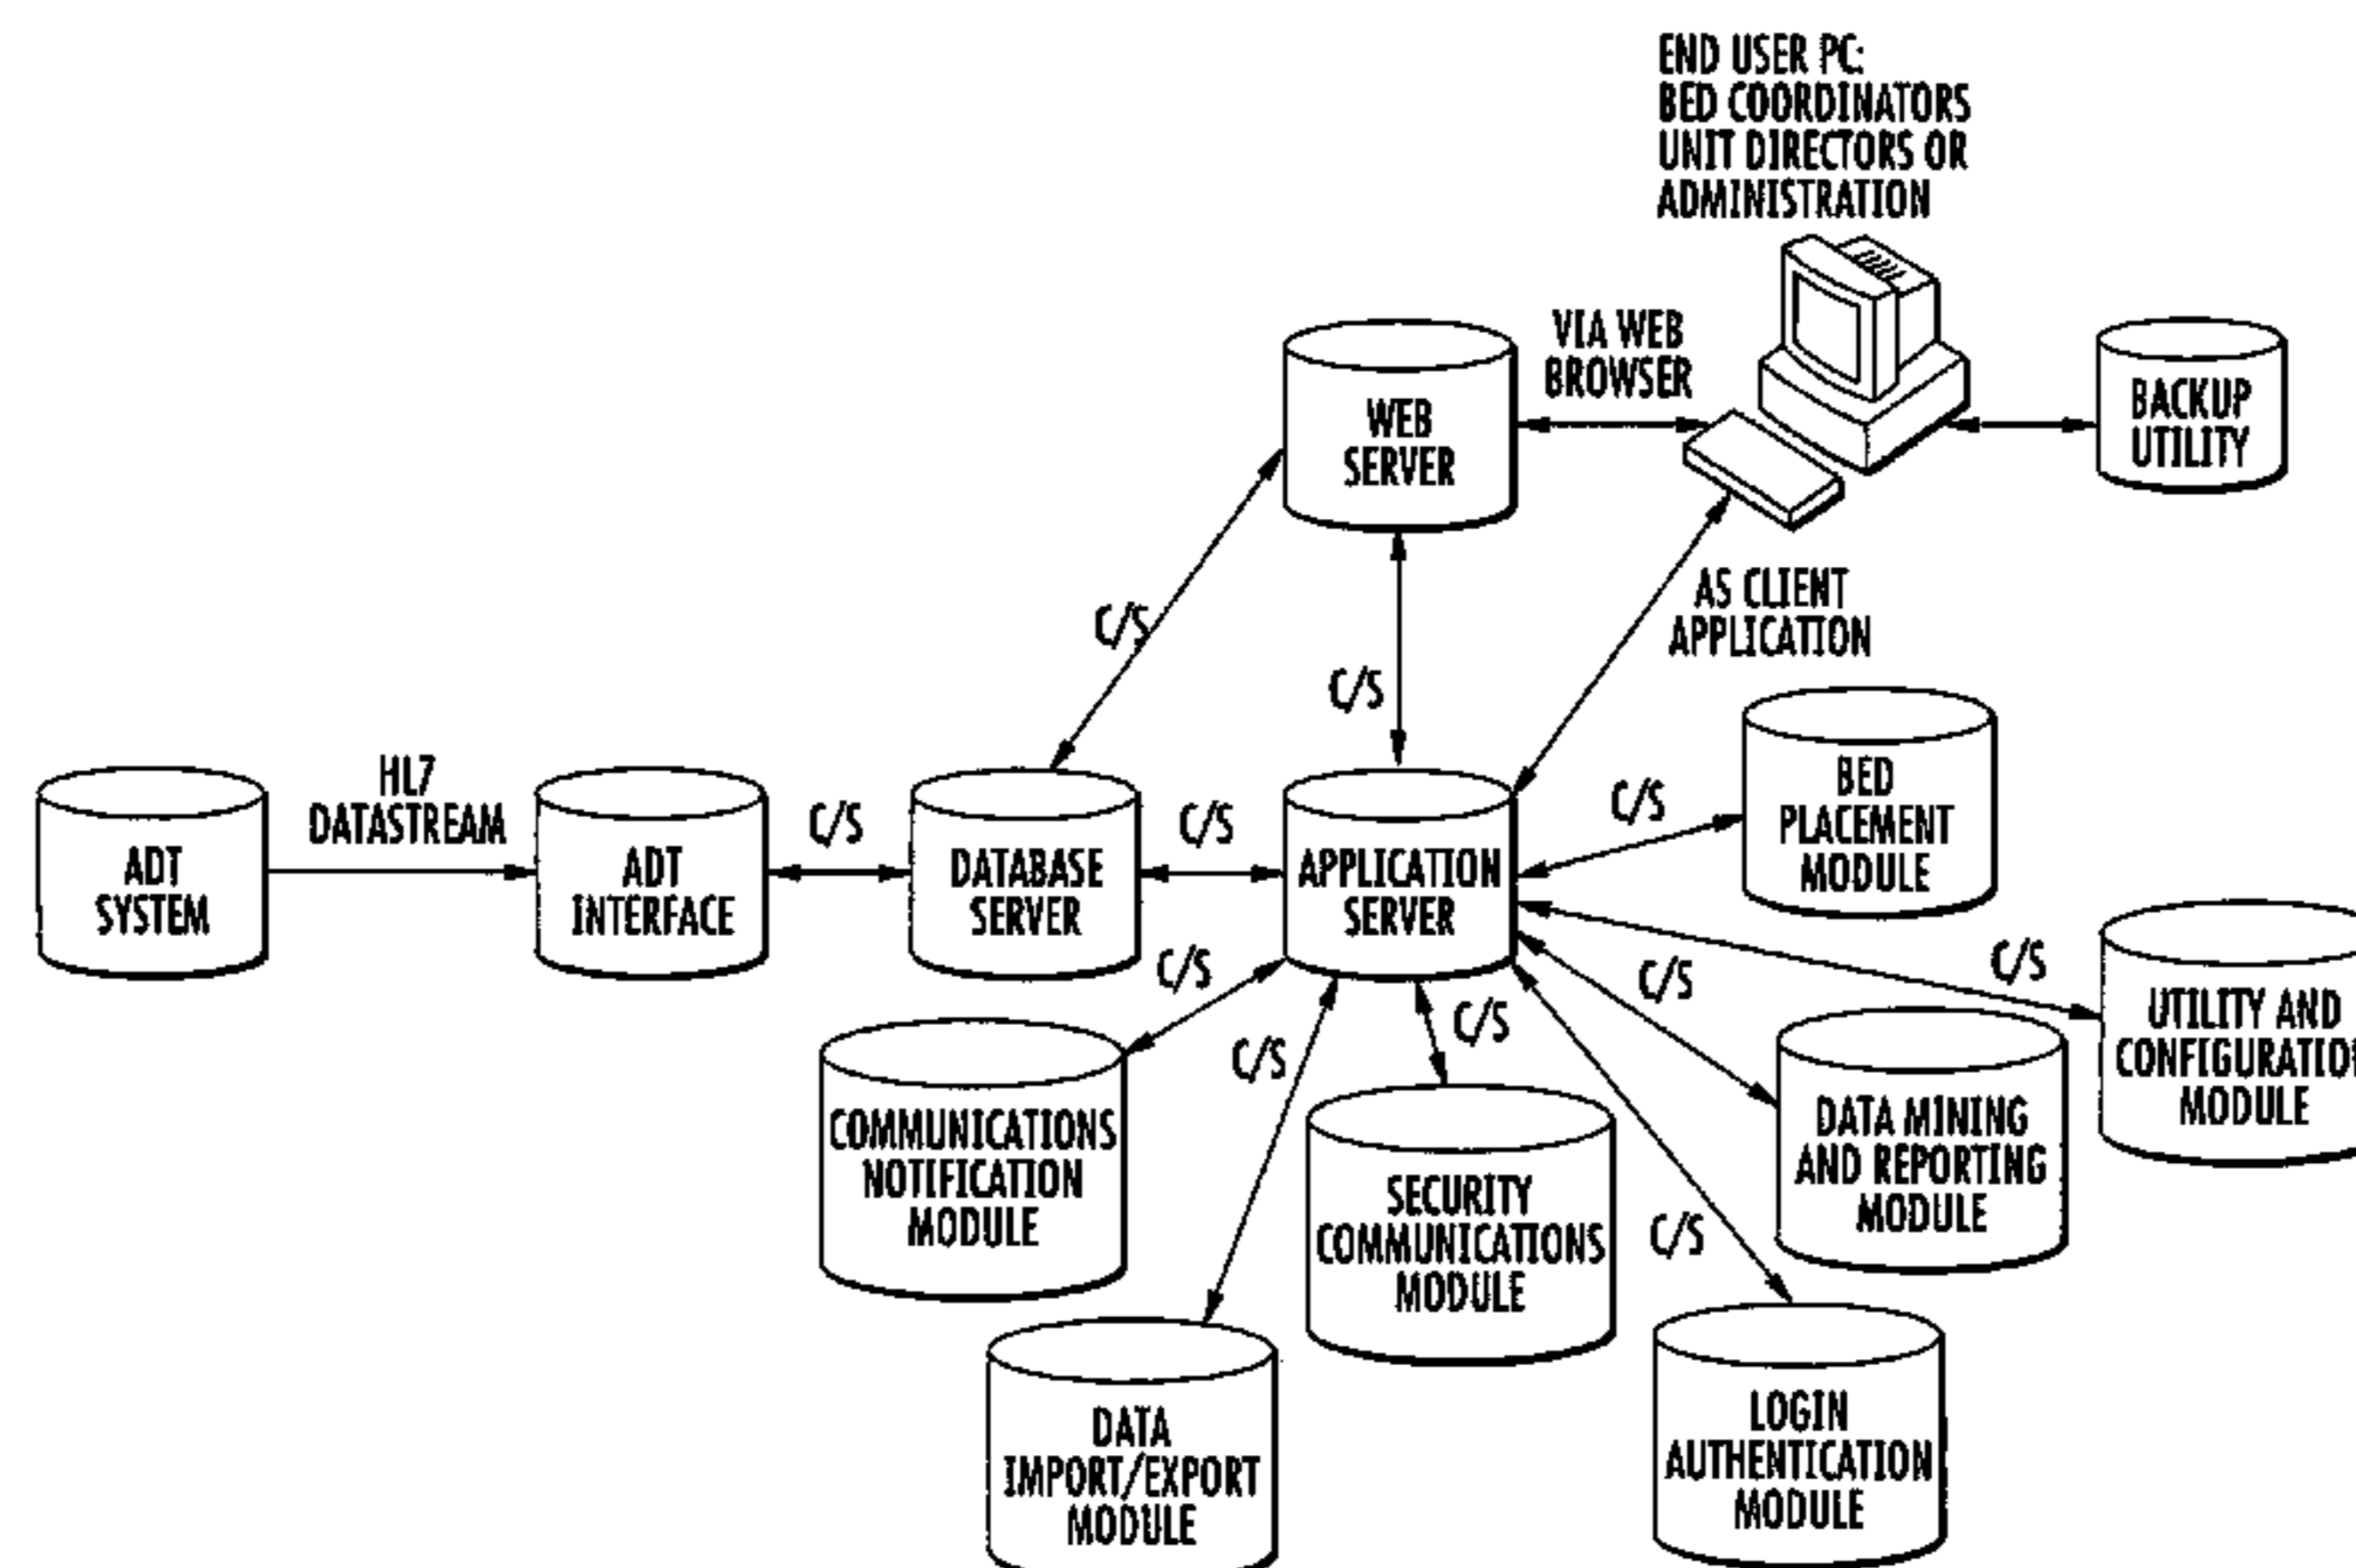 END USER PC:
BED COORDINATORS
UNIT DIRECTORS OR
ADMINISTRATION
VIA WEB
BROWSER
WEB
SERVER
BACKUP
UTILITY
AS CLIENT
APPLICATION
C/S
C/S
HL7
DATASTREAM
ADT
SYSTEM
ADT
INTERFACE
C/S
DATABASE
SERVER
C/S
APPLICATION
SERVER
C/S
BED
PLACEMENT
MODULE
C/S
UTILITY AND
CONFIGURATIO
MODULE
C/S
DATA MINING
AND REPORTING
MODULE
C/S
COMMUNICATIONS
NOTIFICATION
MODULE
C/S
C/S
SECURITY
COMMUNICATIONS
MODULE
C/S
DATA
IMPORT/EXPORT
MODULE
LOGIN
AUTHENTICATION
MODULE